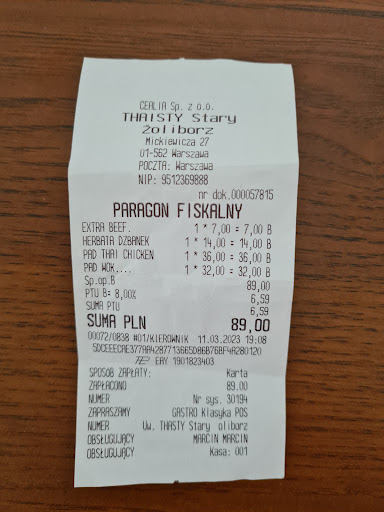 CEALIA Sp. z o.o.
THAISTY Stary
Żoliborz
Mickiewicza 27
01-562 Warszawa
POCZTA: Warszawa
NIP: 9512369888
nr dok.000057815
PARAGON FISKALNY
EXTRA BEEF. 1 * 7,00 = 7,00 B
HERBATA DZBANEK 1 * 14,00 = 14,00 B
PAD THAI CHICKEN 1 * 36,00 = 36,00 B
PAD WOK.... 1 * 32,00 = 32,00 B
Sp.op.B 89,00
PTU B= 8,00% 6,59
SUMA PTU 6,59
SUMA PLN 89,00
00072/0838 #01/KIEROWNIK 11.03.2023 19:08
5DCEEECAE377AA4287713665D86B76BF4A280120
EAY 1901823403
SPOSÓB ZAPŁATY: Karta
ZAPŁACONO 89.00
NUMER Nr sys. 30194
ZAPRASZAMY GASTRO Klasyka POS
NUMER Uw. THASTY Stary oliborz
OBSŁUGUJĄCY MARCIN MARCIN
OBSŁUGUJĄCY Kasa: 001